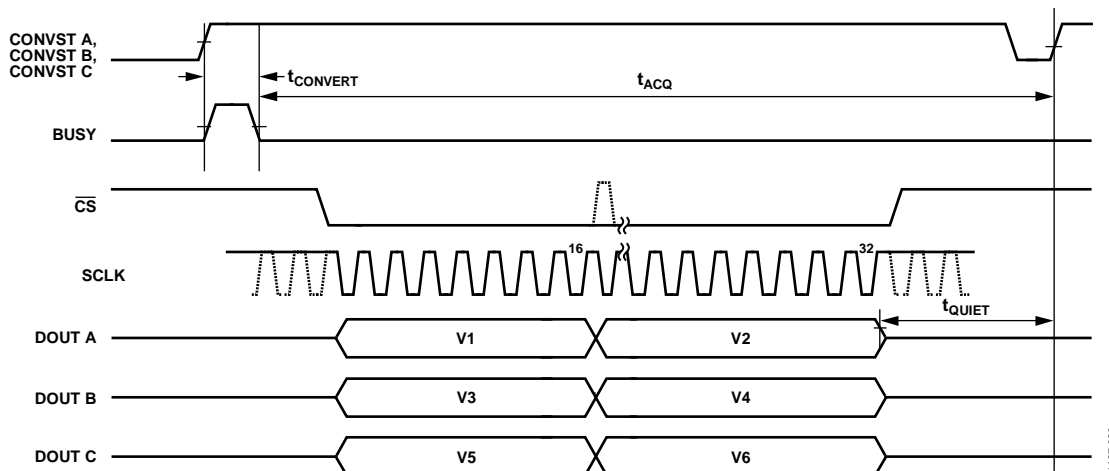 CONVST A,
CONVST B,
CONVST C
tCONVERT
tACQ
BUSY
CS
SCLK
16
32
tQUIET
DOUT A
V1
V2
DOUT B
V3
V4
DOUT C
V5
V6